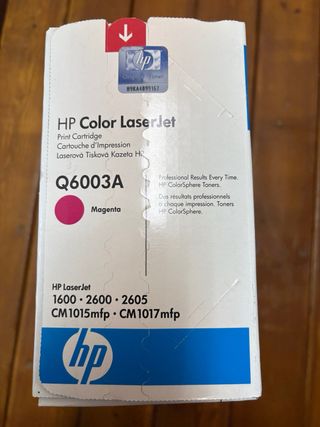 hp
HP Color LaserJet
Print Cartridge
Cartouche d'Impression
Laserová Tisková Kazeta HP
Q6003A
Magenta
Professional Results Every Time.
HP ColorSphere Toners.
Des résultats professionnels
à chaque impression. Toners
HP ColorSphere.
HP LaserJet
1600 • 2600 • 2605
CM1015mfp • CM1017mfp
hp